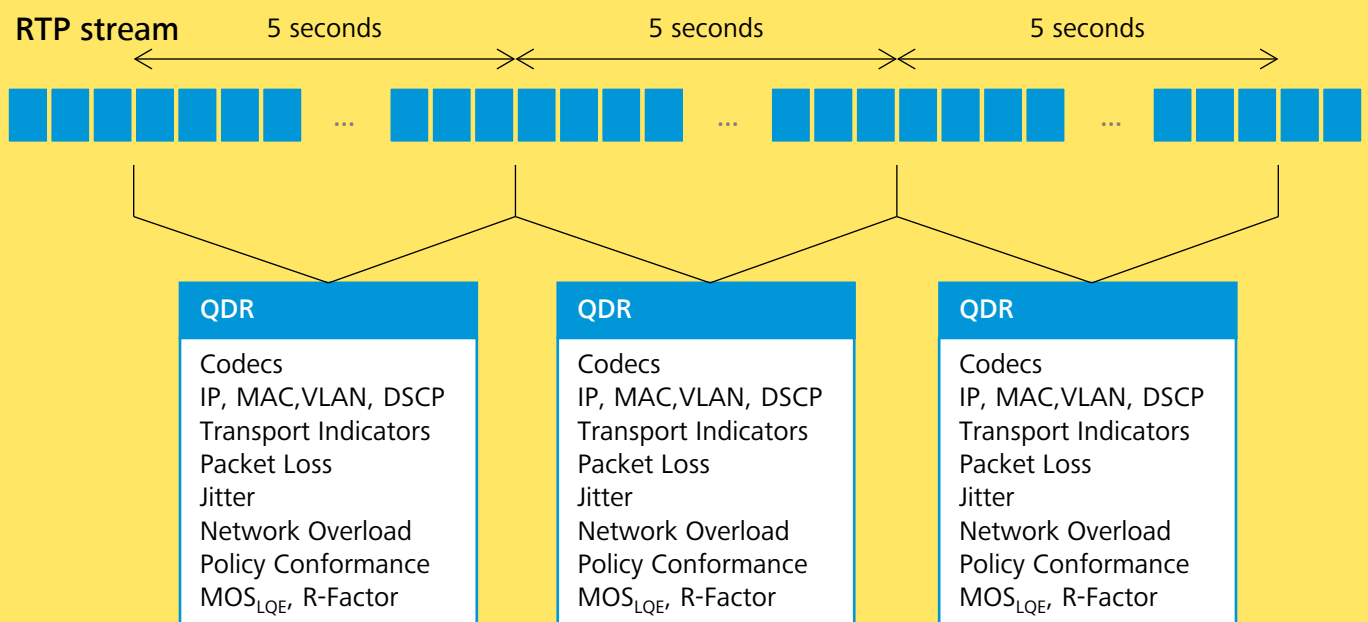 RTP stream
5 seconds
5 seconds
5 seconds
...
...
...
QDR
Codecs
IP, MAC,VLAN, DSCP
Transport Indicators
Packet Loss
Jitter
Network Overload
Policy Conformance
MOSLQE, R-Factor
QDR
Codecs
IP, MAC,VLAN, DSCP
Transport Indicators
Packet Loss
Jitter
Network Overload
Policy Conformance
MOSLQE, R-Factor
QDR
Codecs
IP, MAC,VLAN, DSCP
Transport Indicators
Packet Loss
Jitter
Network Overload
Policy Conformance
MOSLQE, R-Factor